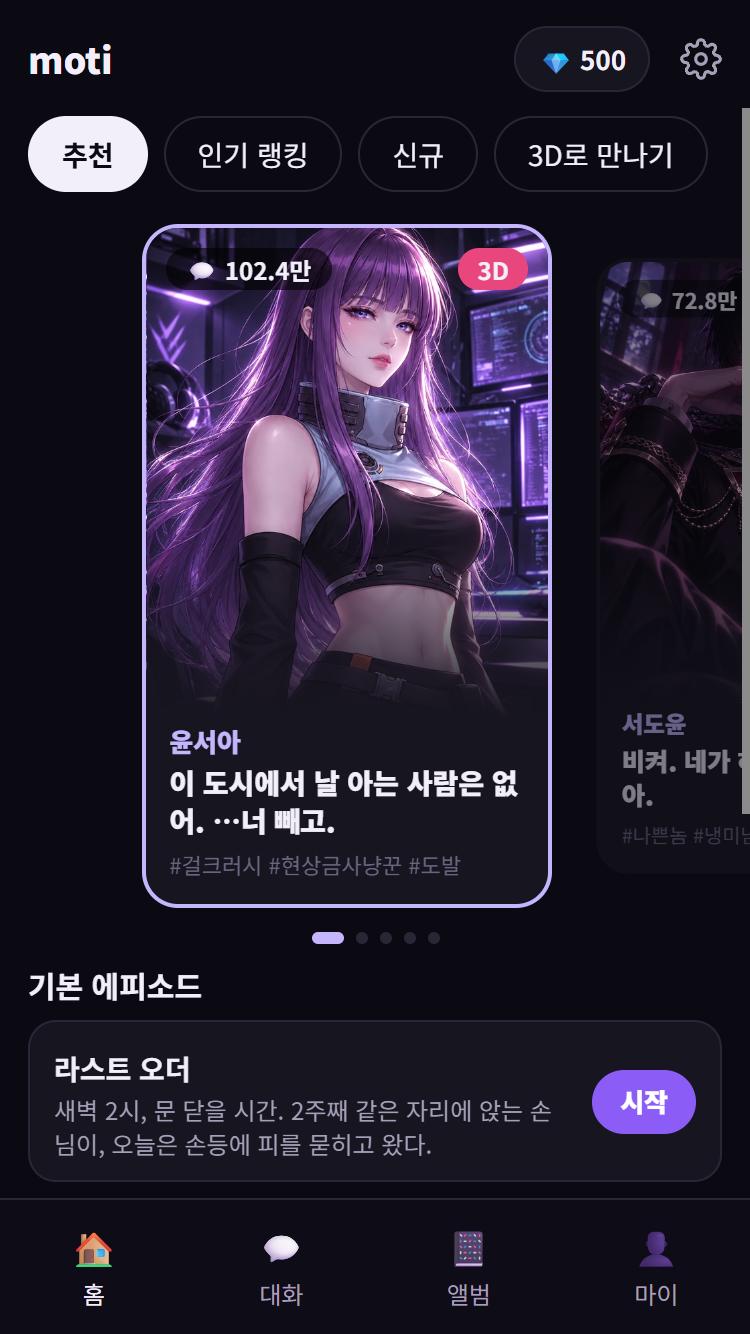 moti
500
추천
인기 랭킹
신규
3D로 만나기
102.4만
3D
윤서아
이 도시에서 날 아는 사람은 없
어. …너 빼고.
#걸크러시 #현상금사냥꾼 #도발
72.8만
서도윤
비켜. 네가
아.
#나쁜놈
기본 에피소드
라스트 오더
새벽 2시, 문 닫을 시간. 2주째 같은 자리에 앉는 손
님이, 오늘은 손등에 피를 묻히고 왔다.
시작
홈
대화
앨범
마이